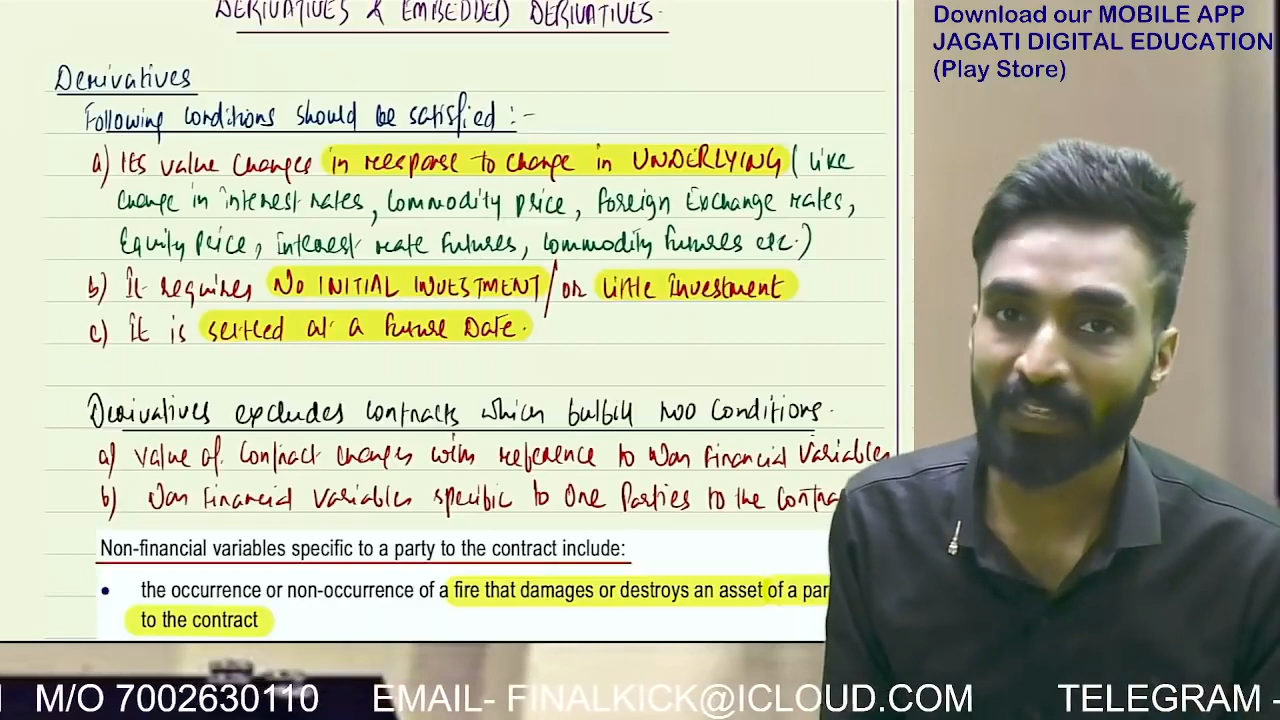 DERIVATIVES & EMBEDDED DERIVATIVES.
Download our MOBILE APP
JAGATI DIGITAL EDUCATION
(Play Store)
Derivatives
Following conditions should be satisfied :-
a) Its value changes in response to change in UNDERLYING (Like
change in interest rates, Commodity price, Foreign Exchange rates,
Equity Price, interest rate futures, commodity futures etc.)
b) It requires NO INITIAL INVESTMENT / or Little Investment
c) It is settled at a future Date.
Derivatives excludes contracts which fulfill two Conditions.
a) Value of Contract changes with reference to Non Financial Variables
b) Non Financial Variables specific to One Parties to the Contra
Non-financial variables specific to a party to the contract include:
• the occurrence or non-occurrence of a fire that damages or destroys an asset of a par
to the contract
M/O 7002630110 EMAIL- FINALKICK@ICLOUD.COM TELEGRAM -